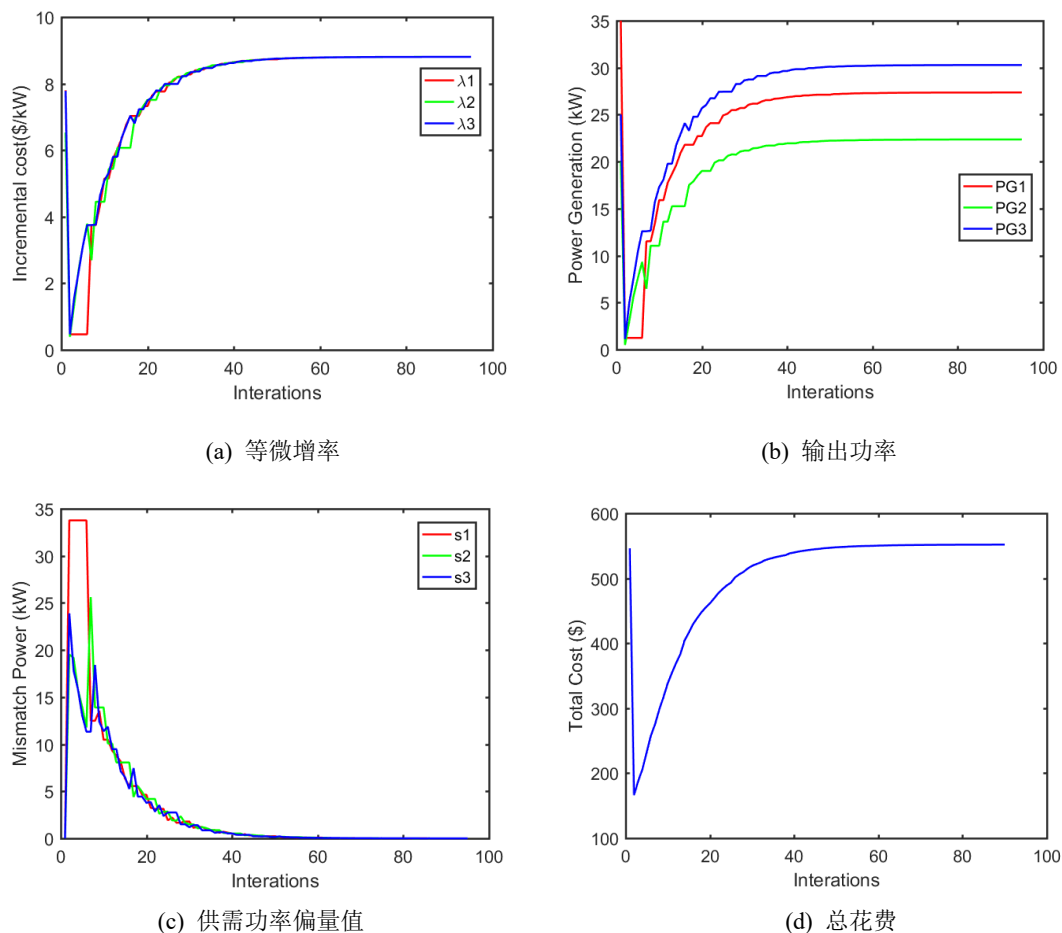 10
8
6
4
2
0
0
20
40
60
80
100
Incremental cost($/kW)
Interations
λ1
λ2
λ3
(a) 等微增率
35
30
25
20
15
10
5
0
0
20
40
60
80
100
Power Generation (kW)
Interations
PG1
PG2
PG3
(b) 输出功率
35
30
25
20
15
10
5
0
0
20
40
60
80
100
Mismatch Power (kW)
Interations
s1
s2
s3
(c) 供需功率偏量值
600
500
400
300
200
100
0
20
40
60
80
100
Total Cost ($)
Interations
(d) 总花费